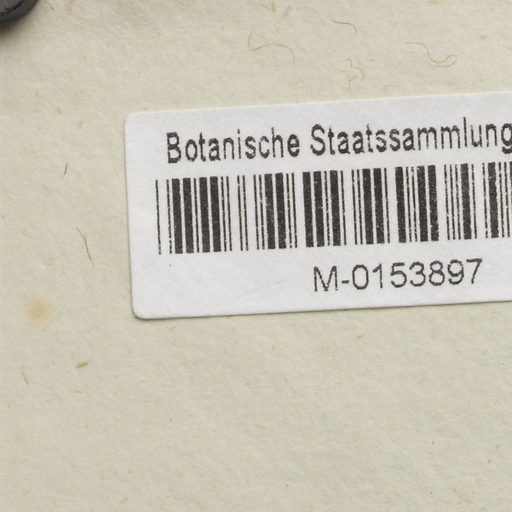 Botanische Staatssammlung
M-0153897